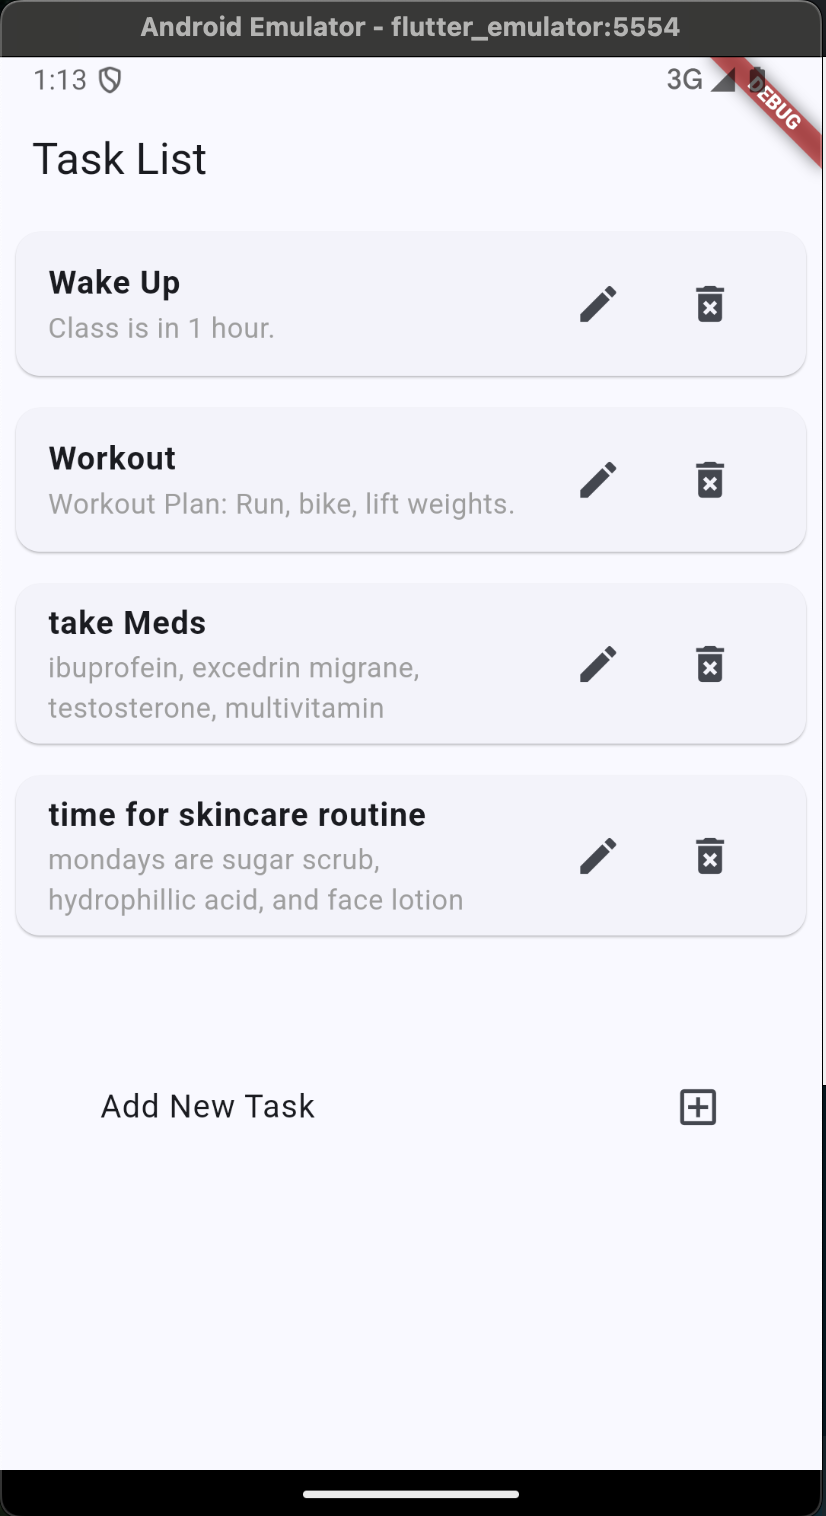 Android Emulator - flutter_emulator:5554
1:13 3G
DEBUG
Task List
Wake Up
Class is in 1 hour.
Workout
Workout Plan: Run, bike, lift weights.
take Meds
ibuprofein, excedrin migrane,
testosterone, multivitamin
time for skincare routine
mondays are sugar scrub,
hydrophillic acid, and face lotion
Add New Task